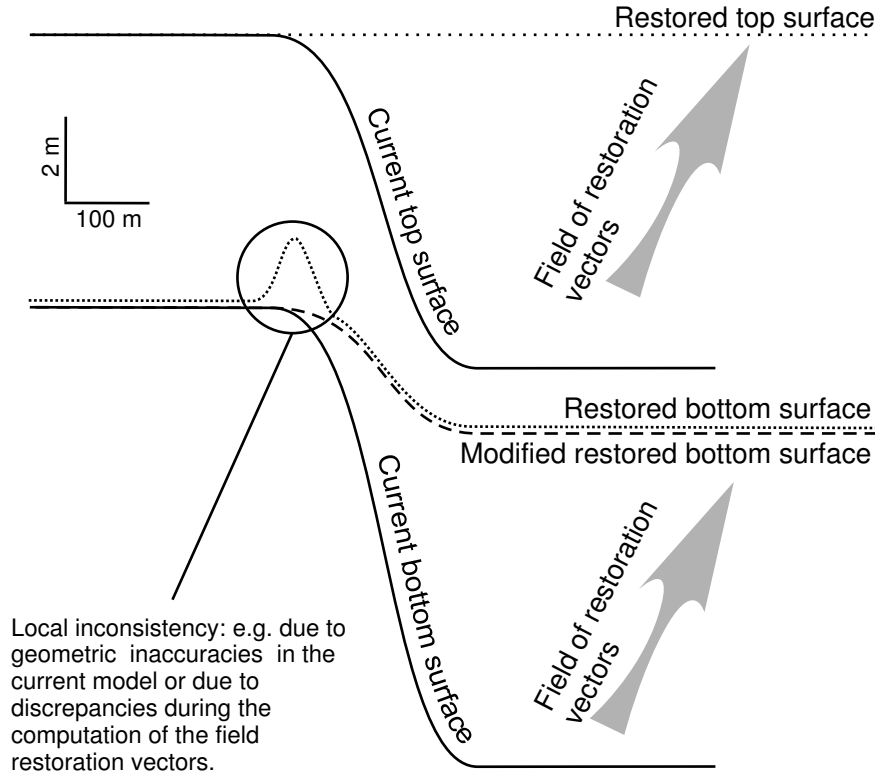 Restored top surface
Current top surface
Field of restoration
vectors
2 m
100 m
Restored bottom surface
Modified restored bottom surface
Current bottom surface
Field of restoration
vectors
Local inconsistency: e.g. due to
geometric inaccuracies in the
current model or due to
discrepancies during the
computation of the field
restoration vectors.